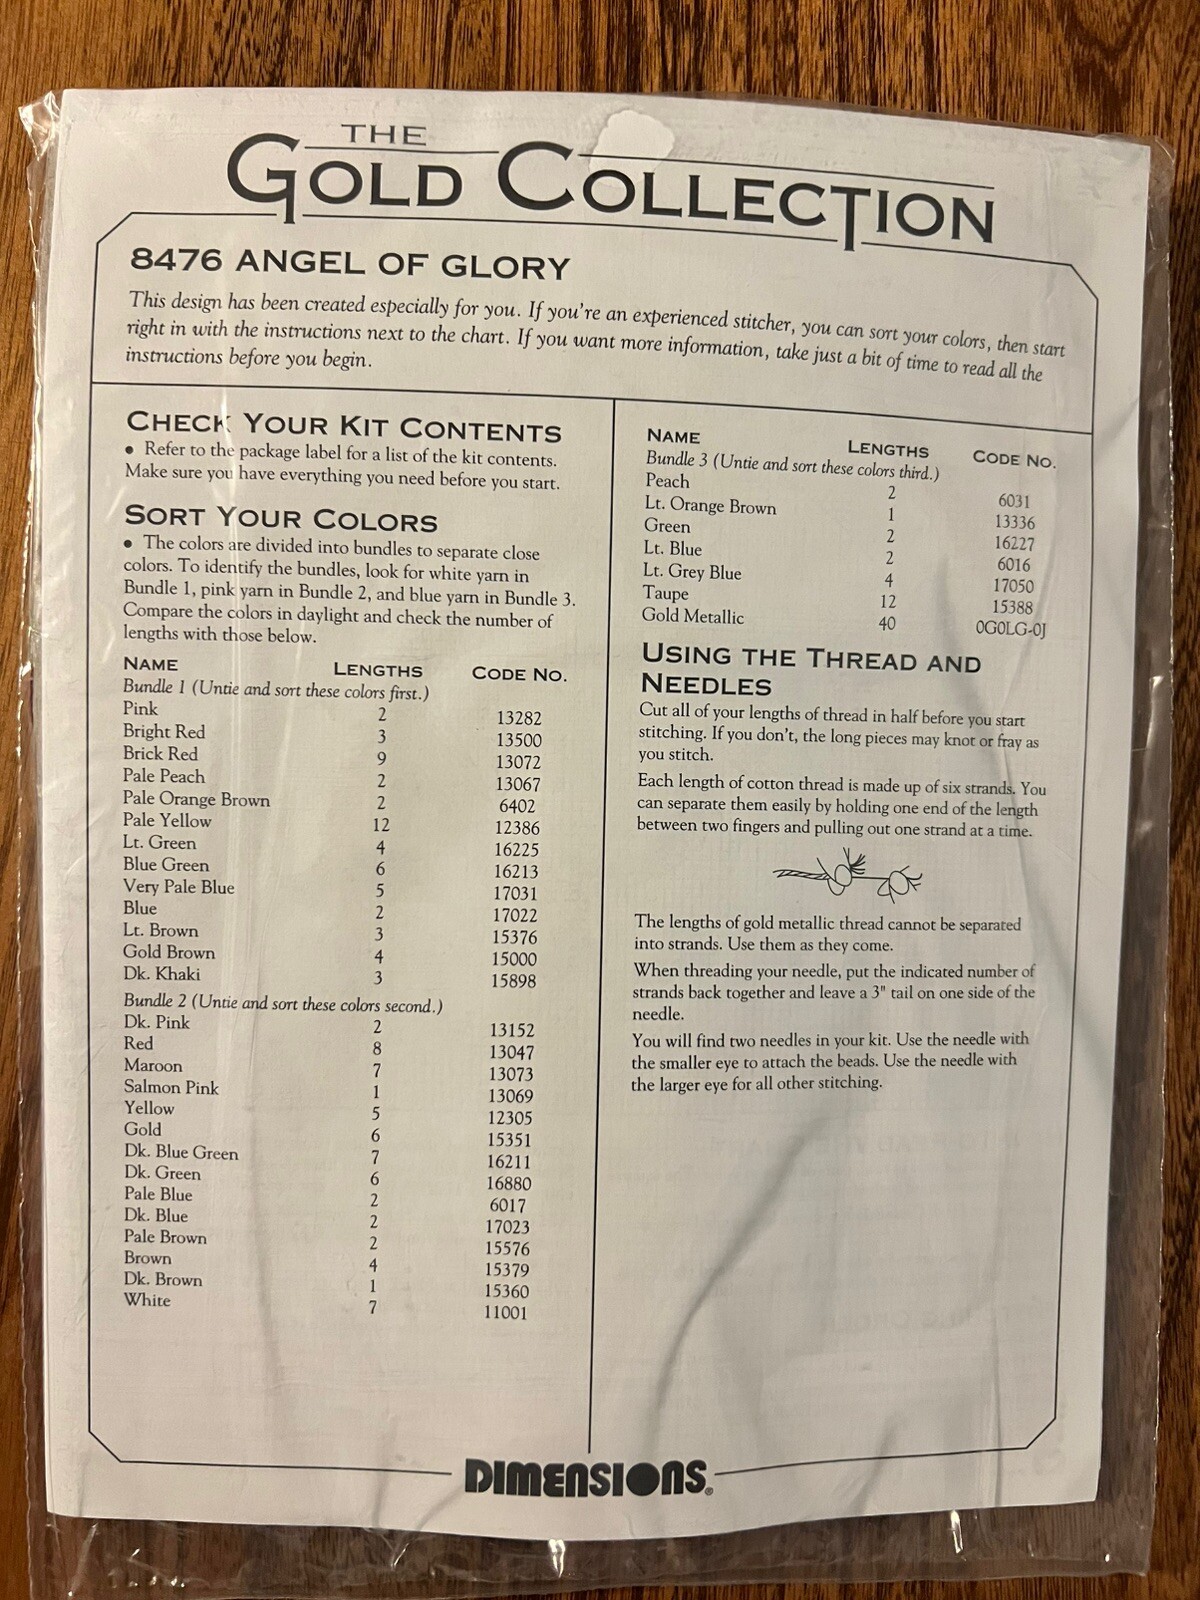 THE
GOLD COLLECTION
8476 ANGEL OF GLORY
This design has been created especially for you. If you're an experienced stitcher, you can sort your colors, then start
right in with the instructions next to the chart. If you want more information, take just a bit of time to read all the
instructions before you begin.
CHECK YOUR KIT CONTENTS
• Refer to the package label for a list of the kit contents.
Make sure you have everything you need before you start.
SORT YOUR COLORS
• The colors are divided into bundles to separate close
colors. To identify the bundles, look for white yarn in
Bundle 1, pink yarn in Bundle 2, and blue yarn in Bundle 3.
Compare the colors in daylight and check the number of
lengths with those below.
NAME LENGTHS CODE NO.
Bundle 1 (Untie and sort these colors first.)
Pink 2 13282
Bright Red 3 13500
Brick Red 9 13072
Pale Peach 2 13067
Pale Orange Brown 2 6402
Pale Yellow 12 12386
Lt. Green 4 16225
Blue Green 6 16213
Very Pale Blue 5 17031
Blue 2 17022
Lt. Brown 3 15376
Gold Brown 4 15000
Dk. Khaki 3 15898
Bundle 2 (Untie and sort these colors second.)
Dk. Pink 2 13152
Red 8 13047
Maroon 7 13073
Salmon Pink 1 13069
Yellow 5 12305
Gold 6 15351
Dk. Blue Green 7 16211
Dk. Green 6 16880
Pale Blue 2 6017
Dk. Blue 2 17023
Pale Brown 2 15576
Brown 4 15379
Dk. Brown 1 15360
White 7 11001
NAME LENGTHS CODE NO.
Bundle 3 (Untie and sort these colors third.)
Peach 2 6031
Lt. Orange Brown 1 13336
Green 2 16227
Lt. Blue 2 6016
Lt. Grey Blue 4 17050
Taupe 12 15388
Gold Metallic 40 0G0LG-0J
USING THE THREAD AND
NEEDLES
Cut all of your lengths of thread in half before you start
stitching. If you don't, the long pieces may knot or fray as
you stitch.
Each length of cotton thread is made up of six strands. You
can separate them easily by holding one end of the length
between two fingers and pulling out one strand at a time.
The lengths of gold metallic thread cannot be separated
into strands. Use them as they come.
When threading your needle, put the indicated number of
strands back together and leave a 3" tail on one side of the
needle.
You will find two needles in your kit. Use the needle with
the smaller eye to attach the beads. Use the needle with
the larger eye for all other stitching.
DIMENSIONS®